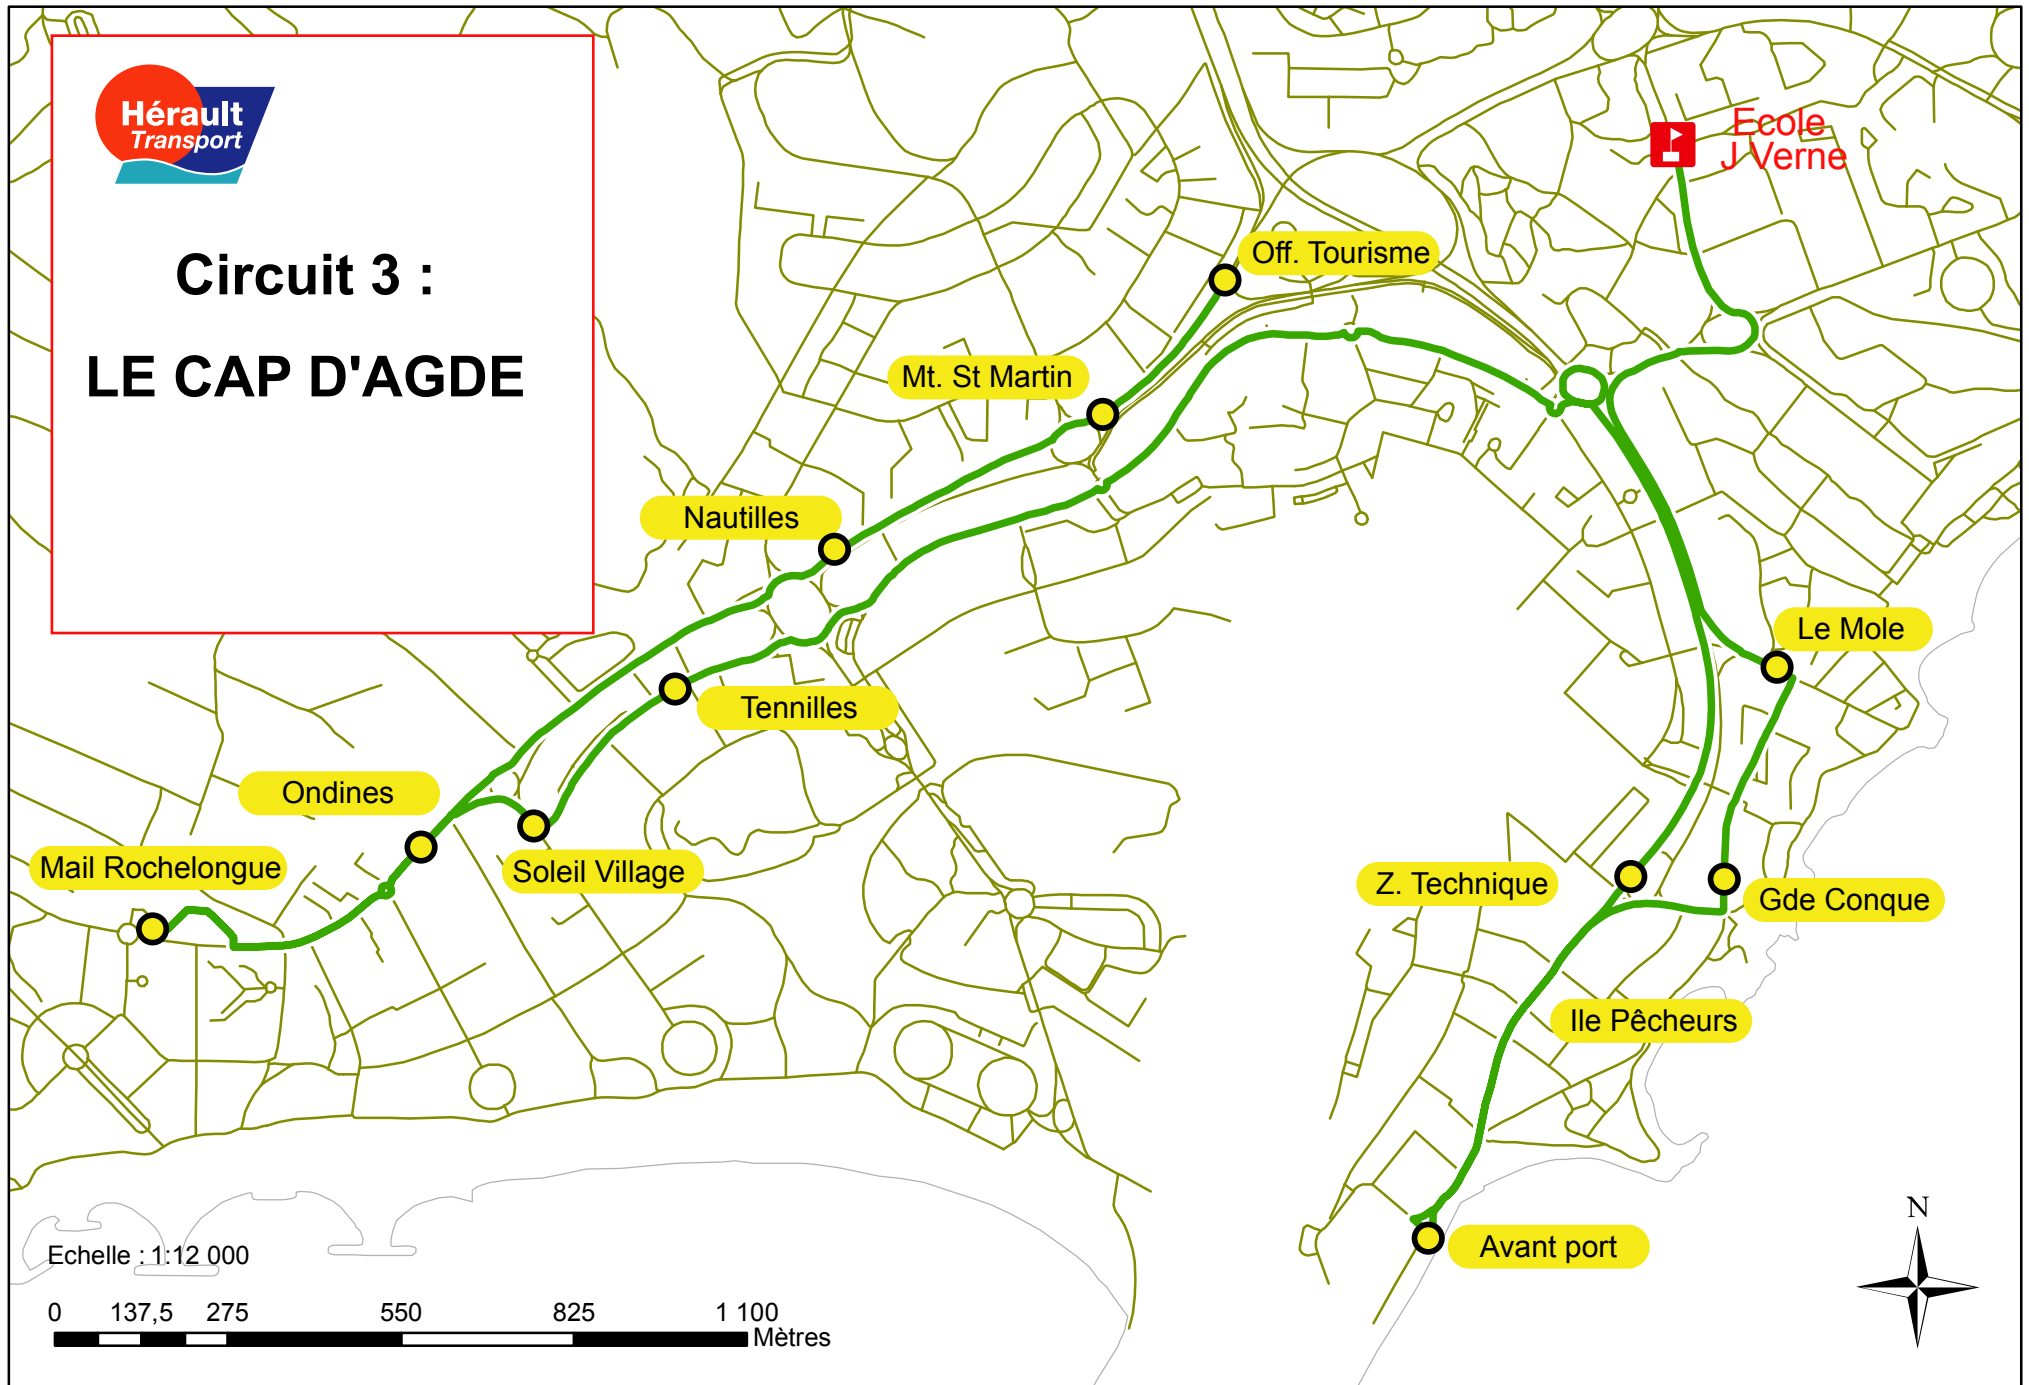 Hérault
Transport
Circuit 3 :
LE CAP D'AGDE
Ecole
J Verne
Off. Tourisme
Mt. St Martin
Nautilles
Le Mole
Tennilles
Ondines
Mail Rochelongue
Soleil Village
Z. Technique
Gde Conque
Ile Pêcheurs
Avant port
N
Echelle : 1:12 000
0 137,5 275 550 825 1 100
Mètres